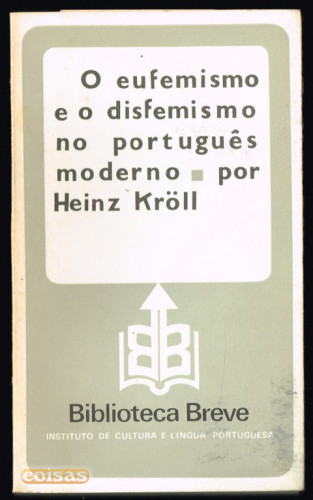 O eufemismo
e o disfemismo
no português
moderno ■ por
Heinz Kröll
BB
Biblioteca Breve
INSTITUTO DE CULTURA E LÍNGUA PORTUGUESA
coisas